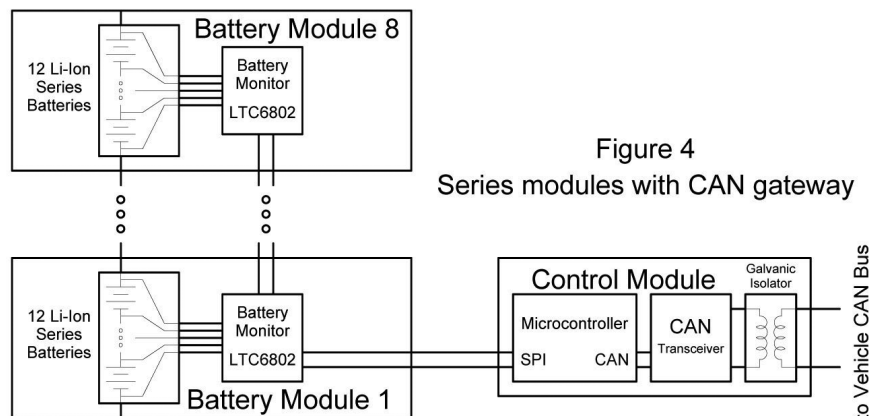 Battery Module 8
12 Li-Ion
Series
Batteries
Battery
Monitor
LTC6802
Figure 4
Series modules with CAN gateway
12 Li-Ion
Series
Batteries
Battery
Monitor
LTC6802
Battery Module 1
Control Module
Galvanic
Isolator
Microcontroller
SPI CAN
CAN
Transceiver
to Vehicle CAN Bus